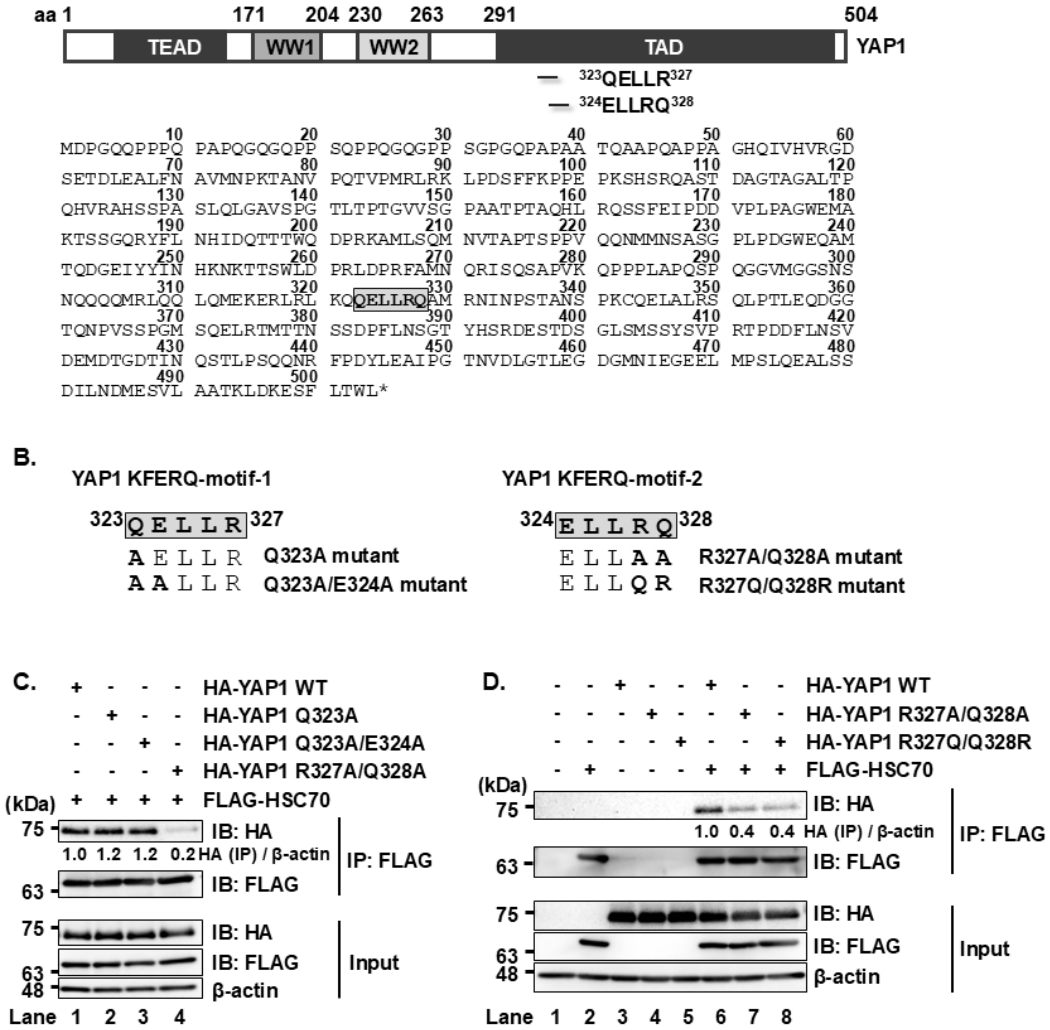 aa 1 171 204 230 263 291 504
TEAD WW1 WW2 TAD YAP1
323QELLR327
324ELLRQ328
10 20 30 40 50 60
MDPGQQPPPQ PAPQGQGQPP SQPPQGQGPP SGPGQPAPAA TQAAPQAPPA GHQIVHVRGD
70 80 90 100 110 120
SETDLEALFN AVMNPKTANV PQTVPMRLRK LPDSFFKPPE PKSHSRQAST DAGTAGALTP
130 140 150 160 170 180
QHVRAHSSPA SLQLGAVSPG TLTPTGVVSG PAATPTAQHL RQSSFEIPDD VPLPAGWEMA
190 200 210 220 230 240
KTSSGQRYFL NHIDQTTTWQ DPRKAMLSQM NVTAPTSPPV QQNMMNSASG PLPDGWEQAM
250 260 270 280 290 300
TQDGEIYYIN HKNKTTSWLD PRLDPRFAMN QRISQSAPVK QPPPLAPQSP QGGVMGGSNS
310 320 330 340 350 360
NQQQQMRLQQ LQMEKERLRL KQQELLRQAM RNINPSTANS PKCQELALRS QLPTLEQDGG
370 380 390 400 410 420
TQNPVSSPGM SQELRTMTTN SSDPFLNSGT YHSRDESTDS GLSMSSYSVP RTPDDFLNSV
430 440 450 460 470 480
DEMDTGDTIN QSTLPSQQNR FPDYLEAIPG TNVDLGTLEG DGMNIEGEEL MPSLQEALSS
490 500
DILNDMESVL AATKLDKESF LTWL*
B.
YAP1 KFERQ-motif-1
323 QELLR 327
A E L L R Q323A mutant
A A L L R Q323A/E324A mutant
YAP1 KFERQ-motif-2
324 ELLRQ 328
E L L A A R327A/Q328A mutant
E L L Q R R327Q/Q328R mutant
C.
+ - - - HA-YAP1 WT
- + - - HA-YAP1 Q323A
- - + - HA-YAP1 Q323A/E324A
- - - + HA-YAP1 R327A/Q328A
(kDa) + + + + FLAG-HSC70
75 IB: HA
1.0 1.2 1.2 0.2 HA (IP) / β-actin
IP: FLAG
63 IB: FLAG
75 IB: HA
63 IB: FLAG
Input
48 β-actin
Lane 1 2 3 4
D.
- - + - - + - - HA-YAP1 WT
- - - + - - + - HA-YAP1 R327A/Q328A
- - - - + - - + HA-YAP1 R327Q/Q328R
(kDa) - + - - - + + + FLAG-HSC70
75 IB: HA
1.0 0.4 0.4 HA (IP) / β-actin
IP: FLAG
63 IB: FLAG
75 IB: HA
63 IB: FLAG
Input
48 β-actin
Lane 1 2 3 4 5 6 7 8